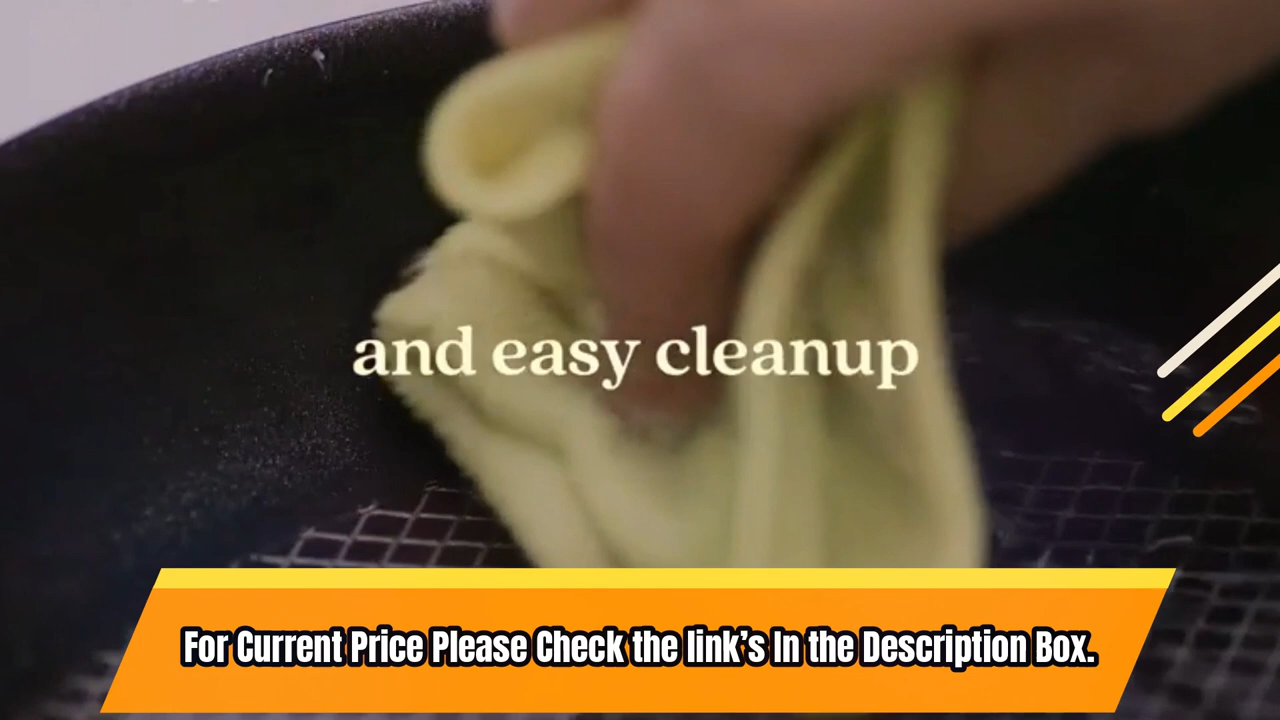 and easy cleanup
For Current Price Please Check the link's In the Description Box.